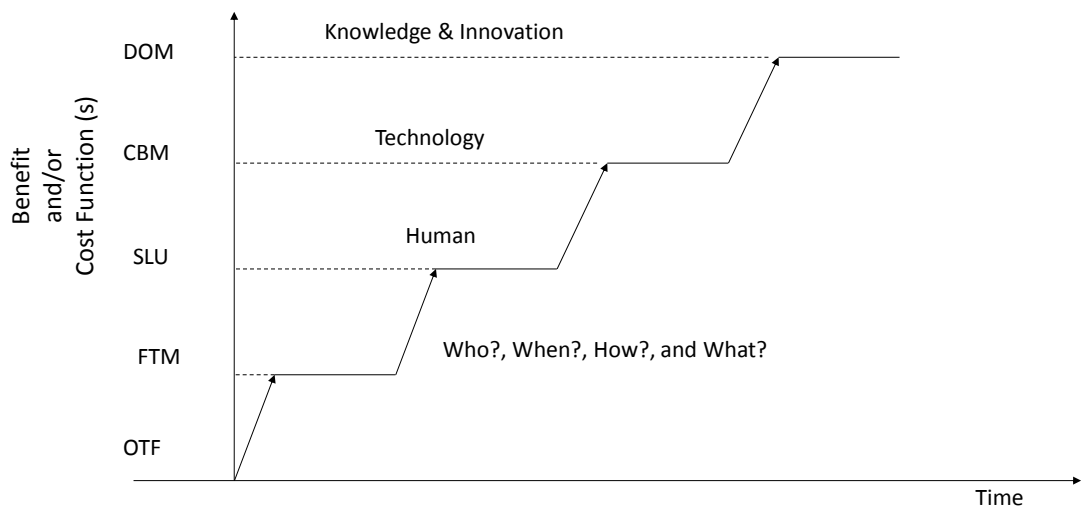 Knowledge & Innovation
DOM
Technology
CBM
Human
SLU
Who?, When?, How?, and What?
FTM
OTF
Time
Benefit
and/or
Cost Function (s)